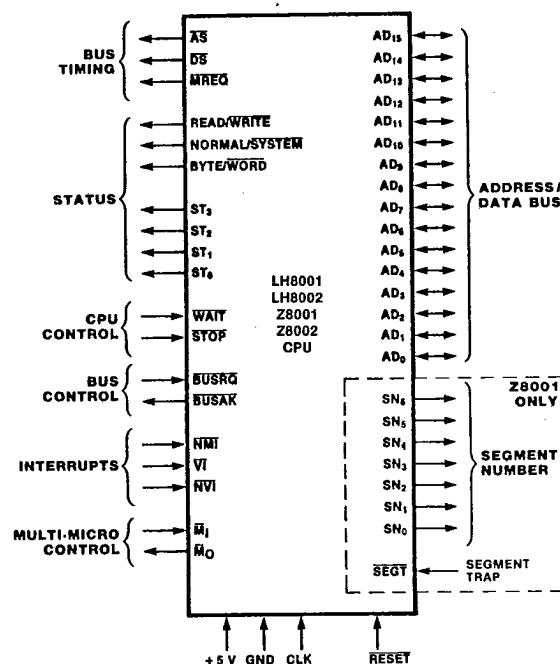 BUS
TIMING
AS
DS
MREQ
STATUS
READ/WRITE
NORMAL/SYSTEM
BYTE/WORD
ST3
ST2
ST1
ST0
CPU
CONTROL
WAIT
STOP
BUS
CONTROL
BUSRQ
BUSAK
INTERRUPTS
NMI
VI
NVI
MULTI-MICRO
CONTROL
MI
MO
LH8001
LH8002
Z8001
Z8002
CPU
AD15
AD14
AD13
AD12
AD11
AD10
AD9
AD8
AD7
AD6
AD5
AD4
AD3
AD2
AD1
AD0
ADDRESS/
DATA BUS
Z8001
ONLY
SN6
SN5
SN4
SN3
SN2
SN1
SN0
SEGMENT
NUMBER
SEGT
SEGMENT
TRAP
+5 V GND CLK RESET